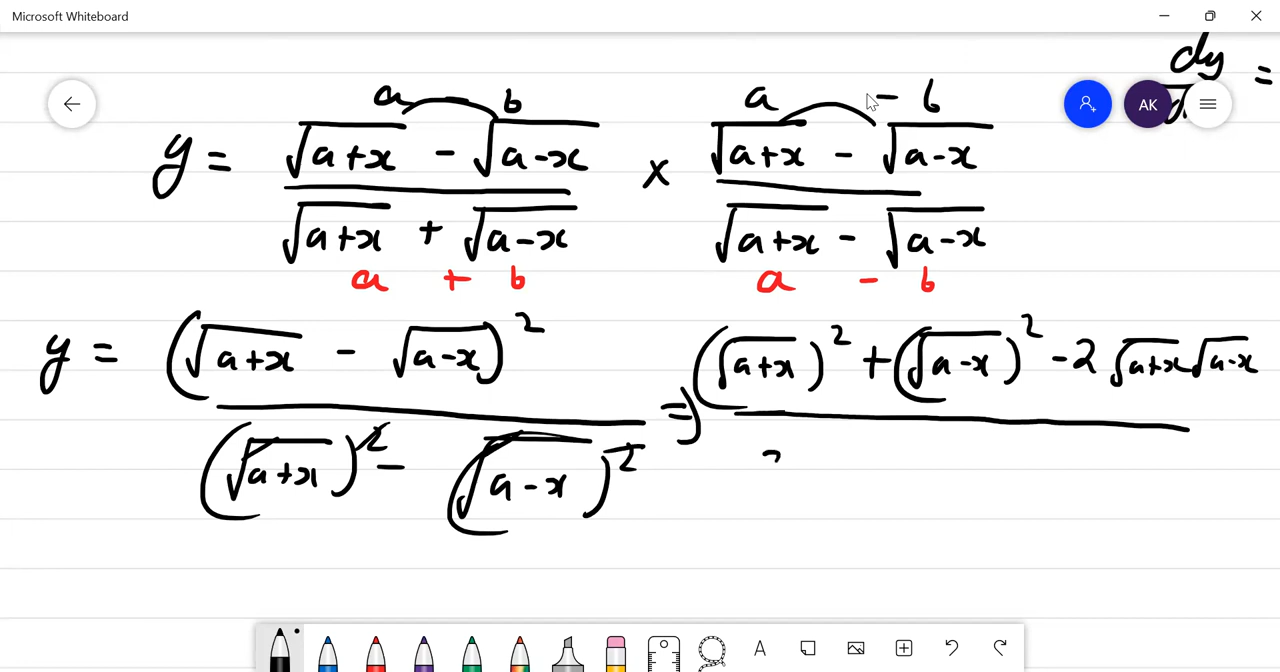 Microsoft Whiteboard
dy/d =
AK
a - b a - b
y = (√(a+x) - √(a-x))/(√(a+x) + √(a-x)) × (√(a+x) - √(a-x))/(√(a+x) - √(a-x))
a + b a - b
y = (√(a+x) - √(a-x))²/((√(a+x))² - (√(a-x))²) ⇒ ((√(a+x))² + (√(a-x))² - 2√(a+x)√(a-x))/
A